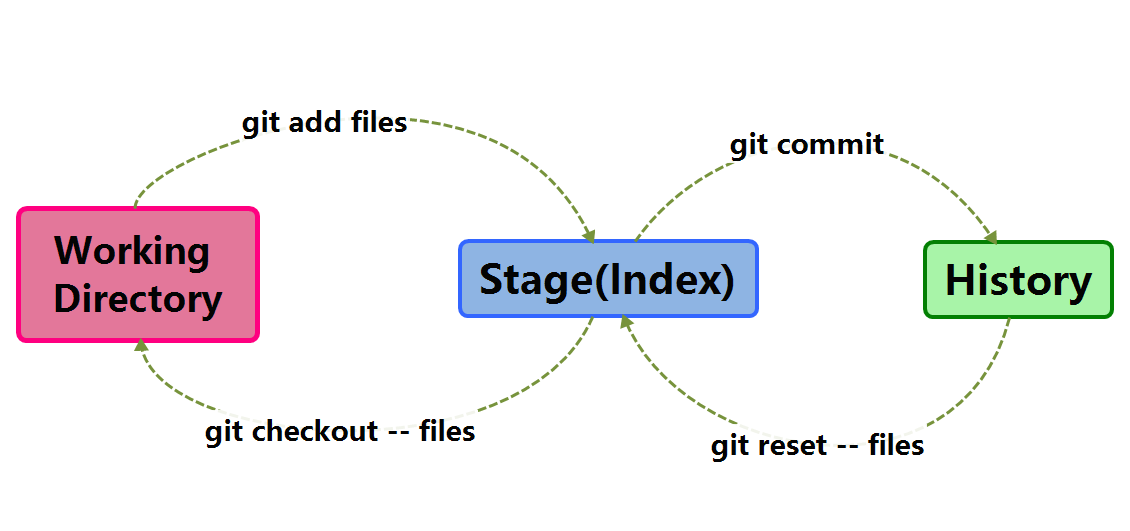 git add files
git commit
Working
Directory
Stage(Index)
History
git checkout -- files
git reset -- files